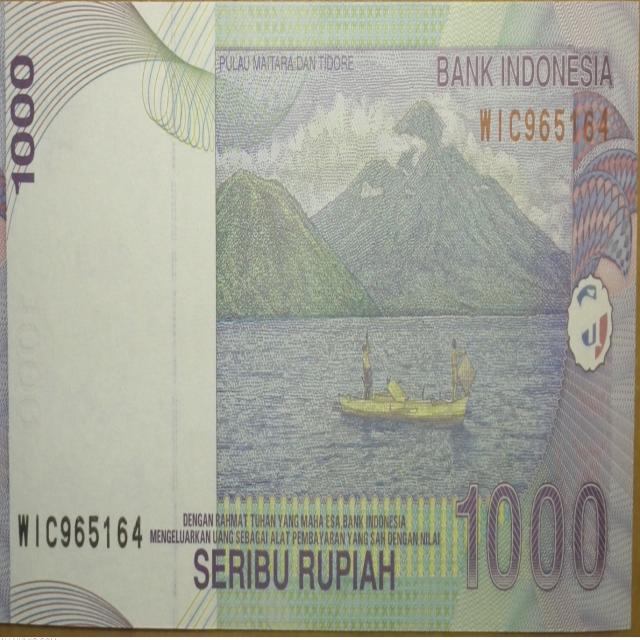 1000
PULAU MAITARA DAN TIDORE
BANK INDONESIA
WIC965164
1000
WIC965164
DENGAN RAHMAT TUHAN YANG MAHA ESA BANK INDONESIA
MENGELUARKAN UANG SEBAGAI ALAT PEMBAYARAN YANG SAH DENGAN NILAI
SERIBU RUPIAH
1000